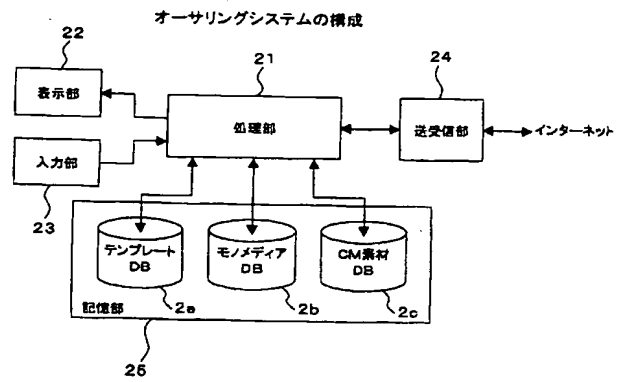 オーサリングシステムの構成
22
21
24
表示部
処理部
送受信部
インターネット
入力部
23
テンプレート
DB
モノメディア
DB
CM素材
DB
記憶部
2a
2b
2c
25